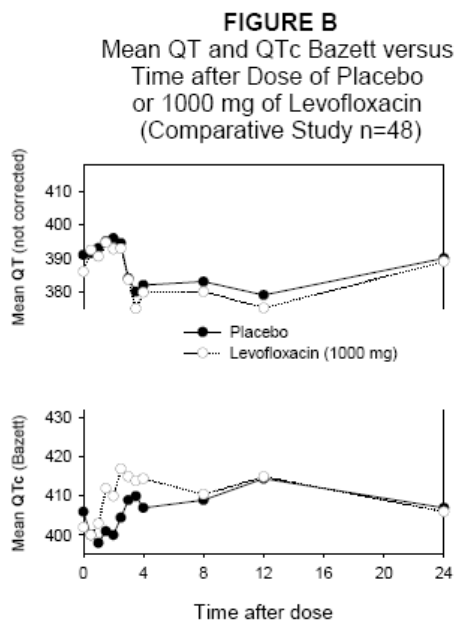 FIGURE B
Mean QT and QTc Bazett versus
Time after Dose of Placebo
or 1000 mg of Levofloxacin
(Comparative Study n=48)
Mean QT (not corrected)
410
400
390
380
Placebo
Levofloxacin (1000 mg)
Mean QTc (Bazett)
430
420
410
400
0 4 8 12 16 20 24
Time after dose